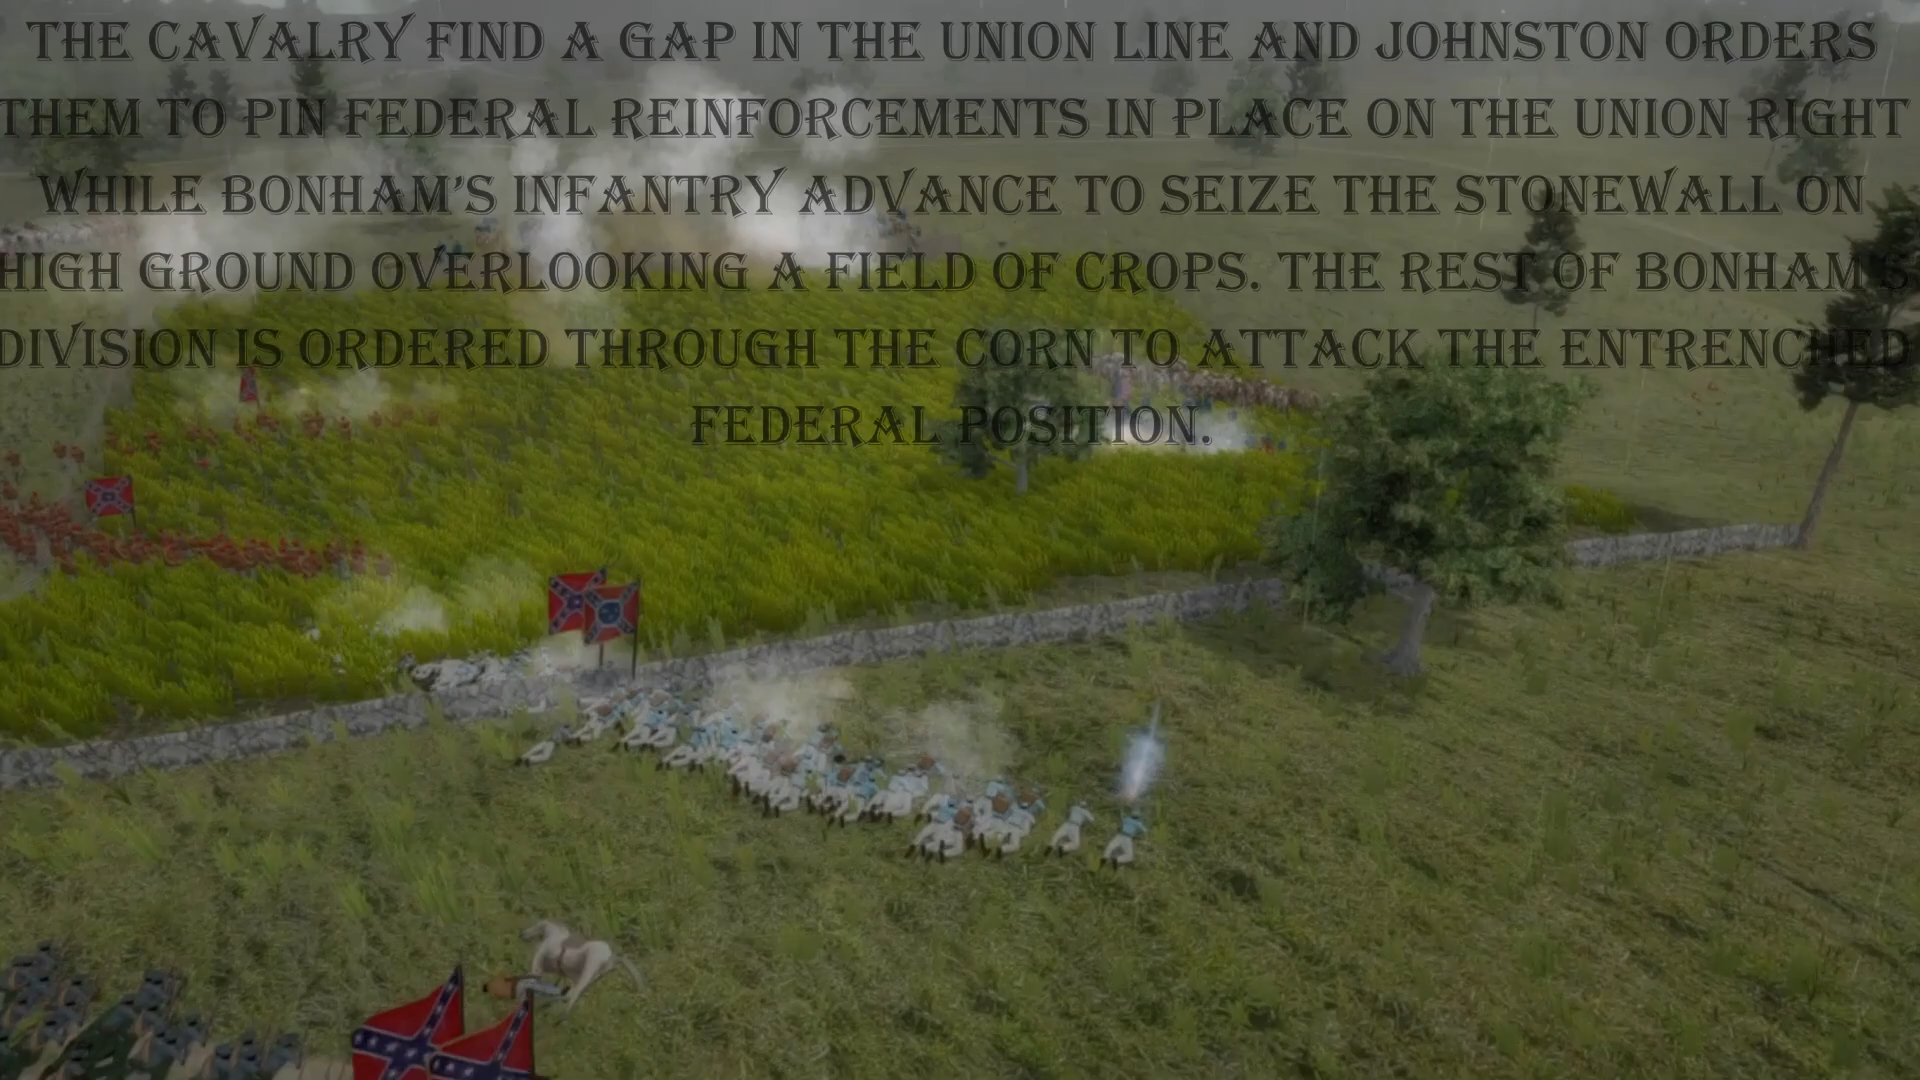 THE CAVALRY FIND A GAP IN THE UNION LINE AND JOHNSTON ORDERS
THEM TO PIN FEDERAL REINFORCEMENTS IN PLACE ON THE UNION RIGHT
WHILE BONHAM'S INFANTRY ADVANCE TO SEIZE THE STONEWALL ON
HIGH GROUND OVERLOOKING A FIELD OF CROPS. THE REST OF BONHAM'S
DIVISION IS ORDERED THROUGH THE CORN TO ATTACK THE ENTRENCHED
FEDERAL POSITION.